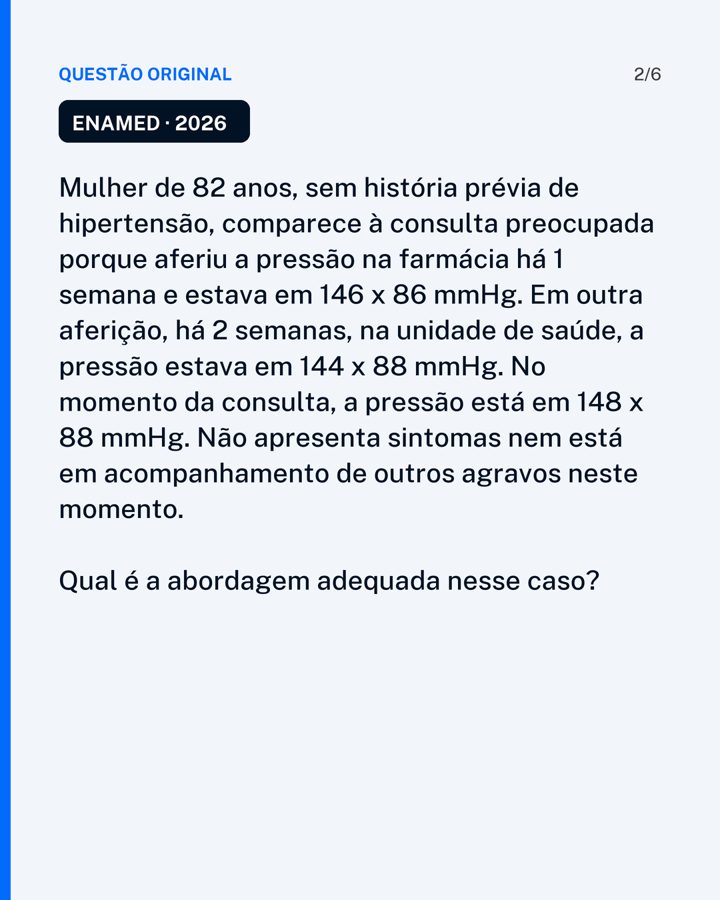 QUESTÃO ORIGINAL
2/6
ENAMED · 2026
Mulher de 82 anos, sem história prévia de
hipertensão, comparece à consulta preocupada
porque aferiu a pressão na farmácia há 1
semana e estava em 146 x 86 mmHg. Em outra
aferição, há 2 semanas, na unidade de saúde, a
pressão estava em 144 x 88 mmHg. No
momento da consulta, a pressão está em 148 x
88 mmHg. Não apresenta sintomas nem está
em acompanhamento de outros agravos neste
momento.
Qual é a abordagem adequada nesse caso?